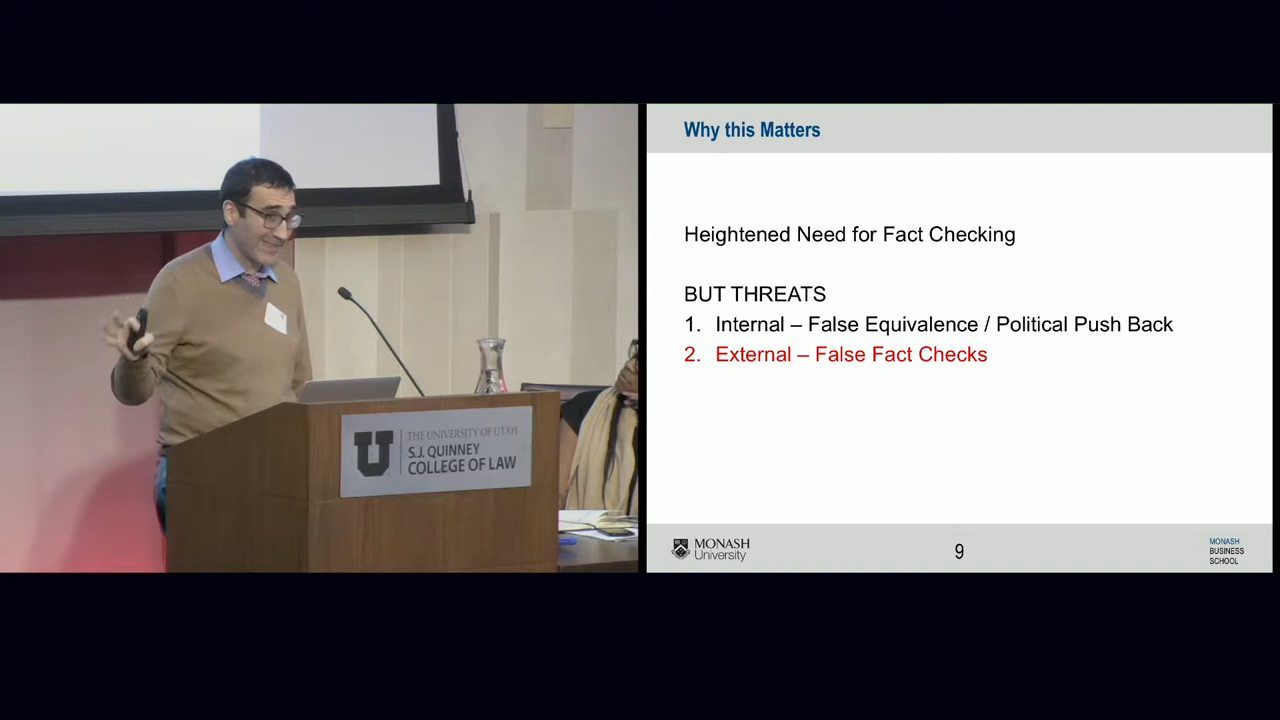 THE UNIVERSITY OF UTAH
S.J. QUINNEY
COLLEGE OF LAW
U
Why this Matters
Heightened Need for Fact Checking
BUT THREATS
1. Internal – False Equivalence / Political Push Back
2. External – False Fact Checks
MONASH
University
9
MONASH
BUSINESS
SCHOOL